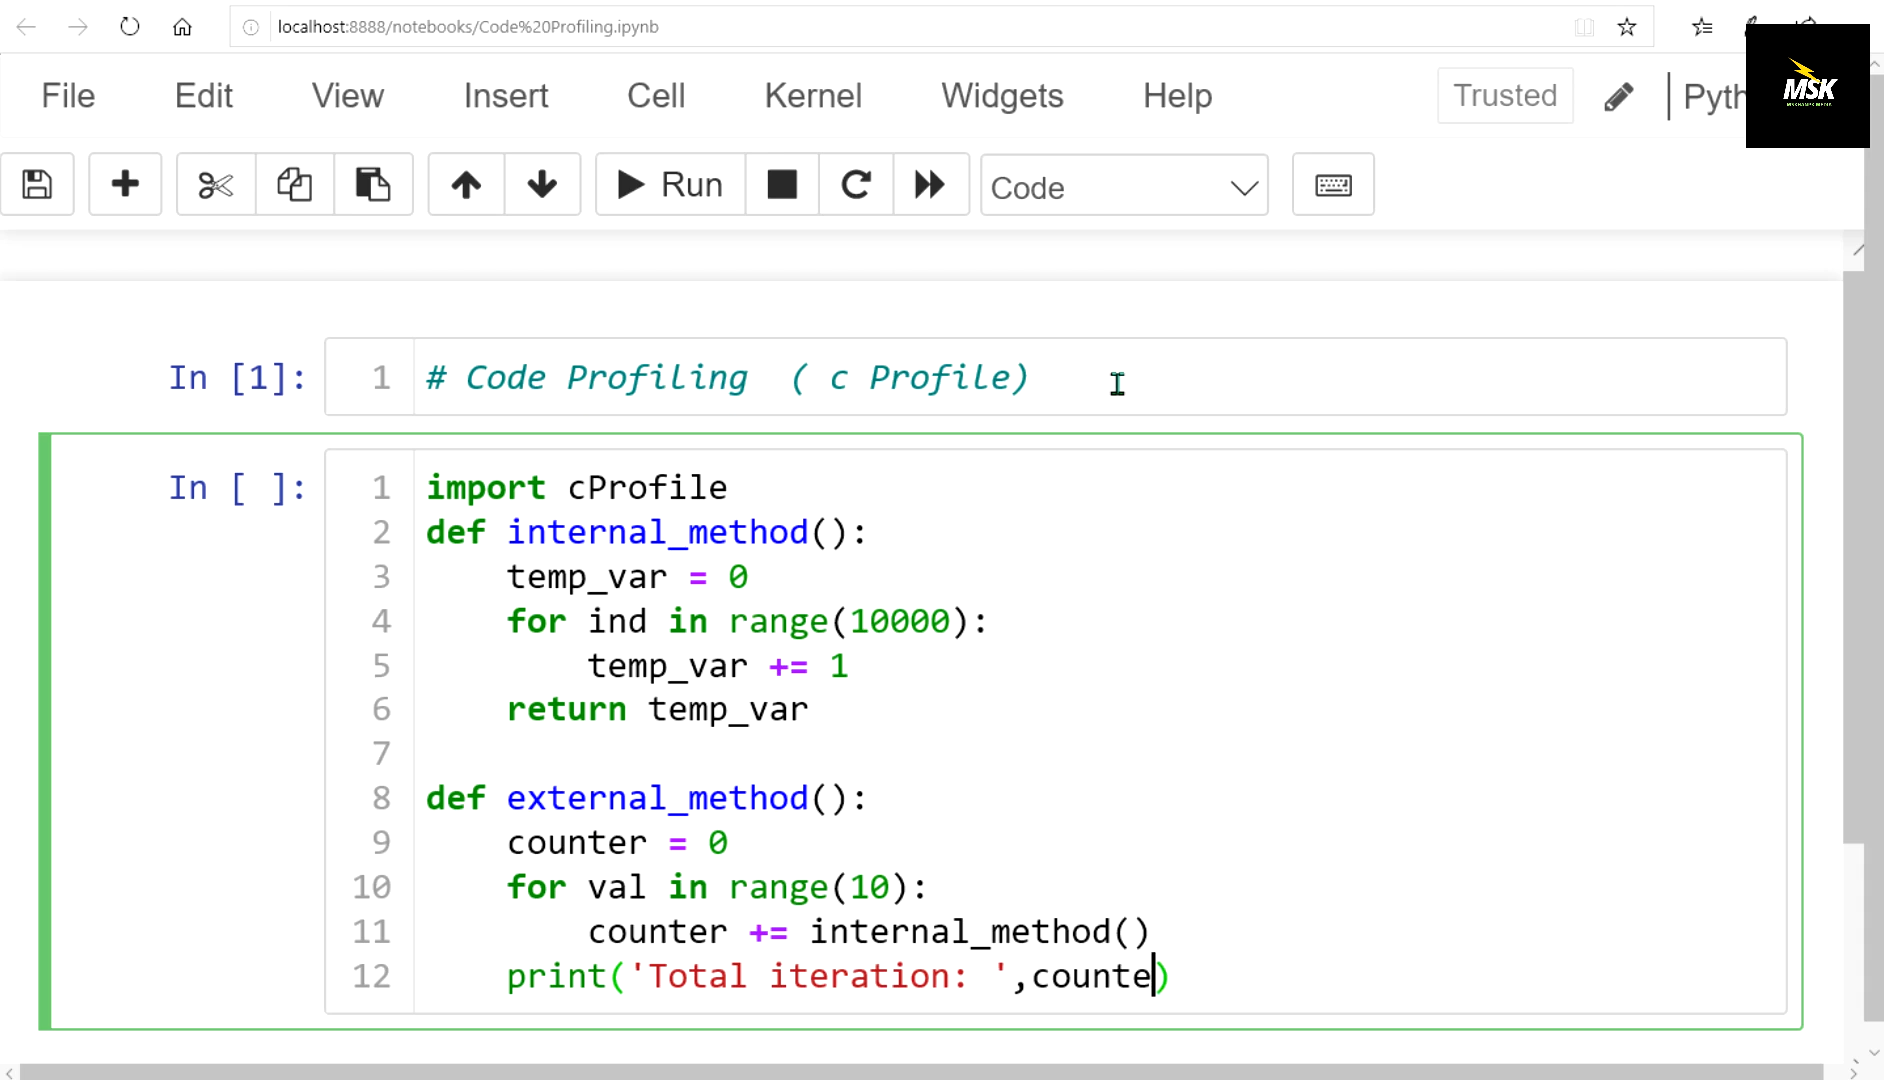 localhost:8888/notebooks/Code%20Profiling.ipynb
File Edit View Insert Cell Kernel Widgets Help Trusted Pyth
MSK
Run Code
In [1]: 1 # Code Profiling  ( c Profile)
In [ ]: 1 import cProfile
2 def internal_method():
3     temp_var = 0
4     for ind in range(10000):
5         temp_var += 1
6     return temp_var
7
8 def external_method():
9     counter = 0
10     for val in range(10):
11         counter += internal_method()
12     print('Total iteration: ',counte)